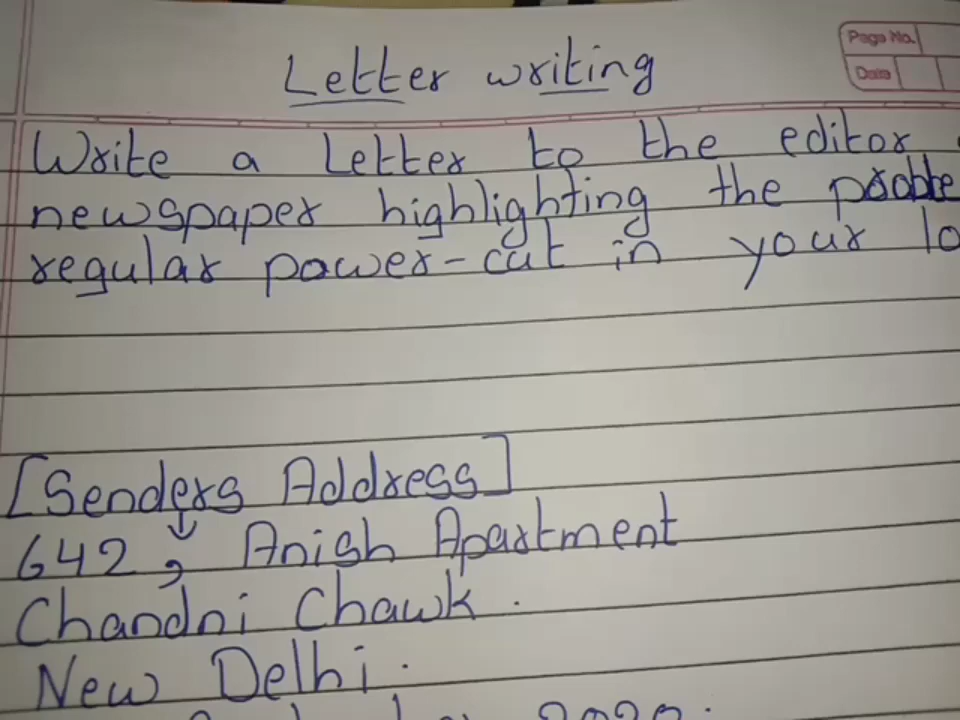 Letter writing
Page No.
Date
Write a Letter to the editor
newspaper highlighting the
regular power-cut in your
[Senders Address]
642, Anish Apartment
Chandni Chawk.
New Delhi.
2020.